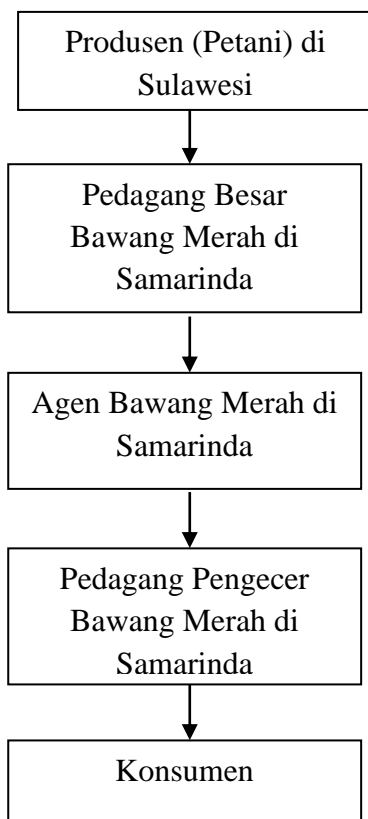 Produsen (Petani) di
Sulawesi
Pedagang Besar
Bawang Merah di
Samarinda
Agen Bawang Merah di
Samarinda
Pedagang Pengecer
Bawang Merah di
Samarinda
Konsumen